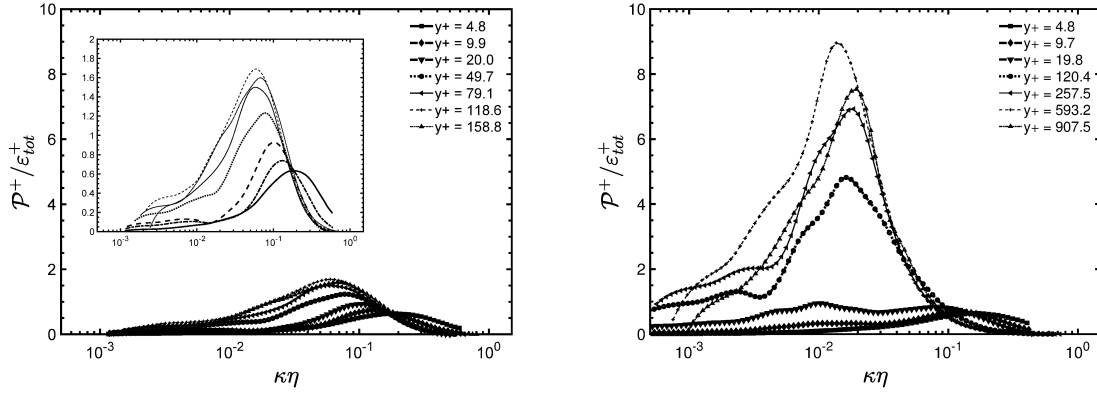 10
8
6
4
2
0
P⁺/ε⁺tot
10⁻³
10⁻²
10⁻¹
10⁰
κη
2
1.8
1.6
1.4
1.2
1
0.8
0.6
0.4
0.2
0
10⁻³
10⁻²
10⁻¹
10⁰
y+ = 4.8
y+ = 9.9
y+ = 20.0
y+ = 49.7
y+ = 79.1
y+ = 118.6
y+ = 158.8
10
8
6
4
2
0
P⁺/ε⁺tot
10⁻³
10⁻²
10⁻¹
10⁰
κη
y+ = 4.8
y+ = 9.7
y+ = 19.8
y+ = 120.4
y+ = 257.5
y+ = 593.2
y+ = 907.5